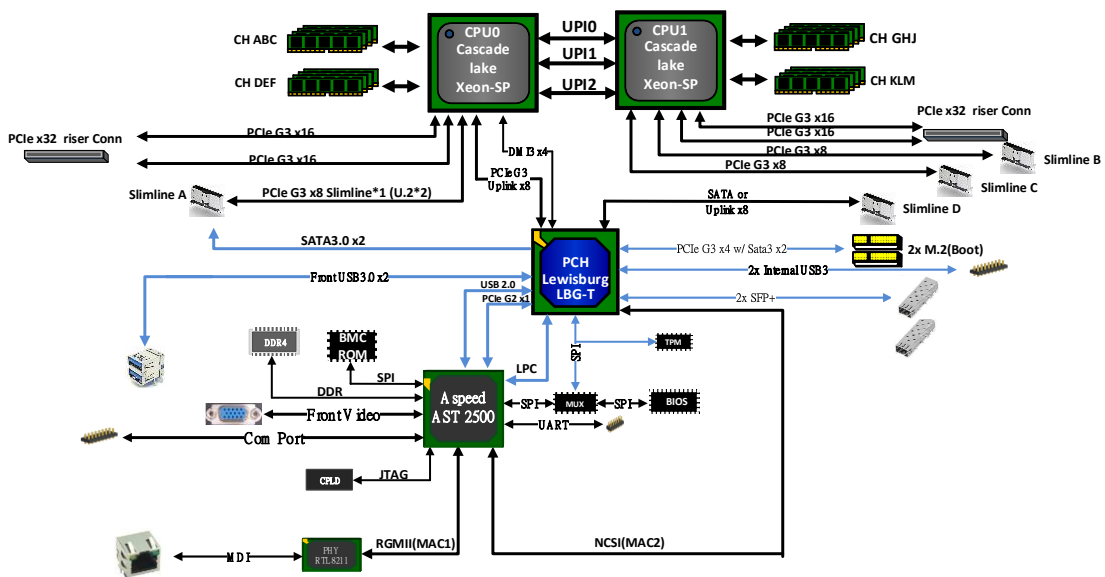 CH ABC
CH DEF
CPU0
Cascade
lake
Xeon-SP
UPI0
UPI1
UPI2
CPU1
Cascade
lake
Xeon-SP
CH GHJ
CH KLM
PCIe x32 riser Conn
PCIe G3 x16
PCIe G3 x16
Slimline A
PCIe G3 x8 Slimline*1 (U.2*2)
DMI3 x4
PCIe G3
Uplink x8
PCIe x32 riser Conn
PCIe G3 x16
PCIe G3 x16
PCIe G3 x8
PCIe G3 x8
Slimline B
Slimline C
SATA or
Uplink x8
Slimline D
SATA3.0 x2
PCH
Lewisburg
LBG-T
PCIe G3 x4 w/ Sata3 x2
2x M.2(Boot)
2x Internal USB3
2x SFP+
Front USB3.0 x2
USB 2.0
PCIe G2 x1
DDR4
BMC
ROM
SPI
DDR
LPC
SPI
TPM
Aspeed
AST 2500
SPI
MUX
SPI
BIOS
UART
Front Video
Com Port
CPLD
JTAG
RGMII(MAC1)
NCSI(MAC2)
MDI
PHY
RTL8211